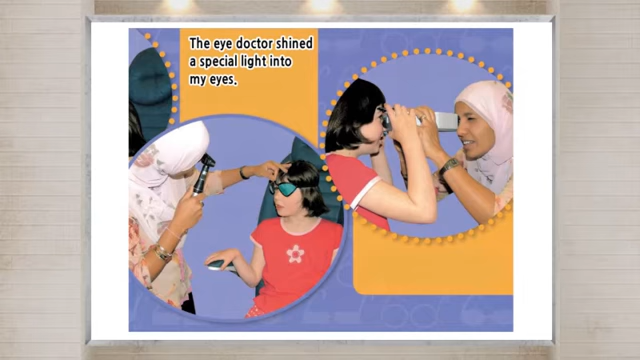 The eye doctor shined
a special light into
my eyes.